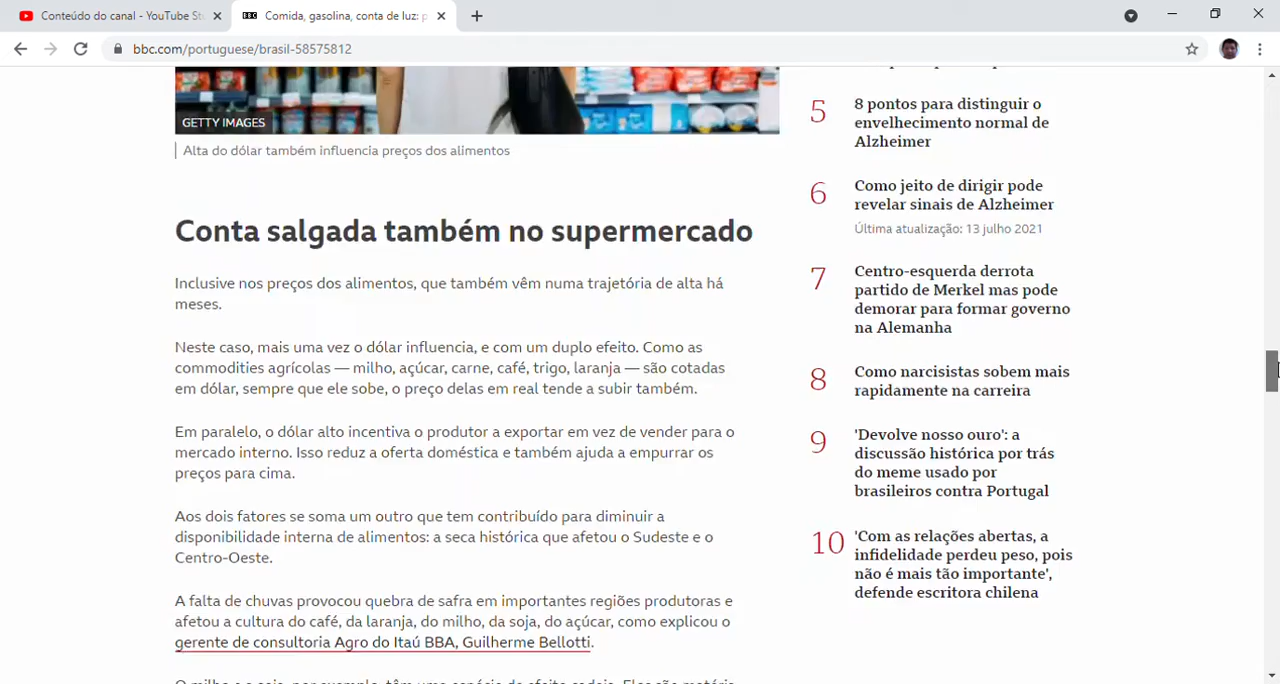 Conteúdo do canal - YouTube St
Comida, gasolina, conta de luz: p
bbc.com/portuguese/brasil-58575812
GETTY IMAGES
Alta do dólar também influencia preços dos alimentos
Conta salgada também no supermercado
Inclusive nos preços dos alimentos, que também vêm numa trajetória de alta há
meses.
Neste caso, mais uma vez o dólar influencia, e com um duplo efeito. Como as
commodities agrícolas — milho, açúcar, carne, café, trigo, laranja — são cotadas
em dólar, sempre que ele sobe, o preço delas em real tende a subir também.
Em paralelo, o dólar alto incentiva o produtor a exportar em vez de vender para o
mercado interno. Isso reduz a oferta doméstica e também ajuda a empurrar os
preços para cima.
Aos dois fatores se soma um outro que tem contribuído para diminuir a
disponibilidade interna de alimentos: a seca histórica que afetou o Sudeste e o
Centro-Oeste.
A falta de chuvas provocou quebra de safra em importantes regiões produtoras e
afetou a cultura do café, da laranja, do milho, da soja, do açúcar, como explicou o
gerente de consultoria Agro do Itaú BBA, Guilherme Bellotti.
5
8 pontos para distinguir o
envelhecimento normal de
Alzheimer
6
Como jeito de dirigir pode
revelar sinais de Alzheimer
Última atualização: 13 julho 2021
7
Centro-esquerda derrota
partido de Merkel mas pode
demorar para formar governo
na Alemanha
8
Como narcisistas sobem mais
rapidamente na carreira
9
'Devolve nosso ouro': a
discussão histórica por trás
do meme usado por
brasileiros contra Portugal
10
'Com as relações abertas, a
infidelidade perdeu peso, pois
não é mais tão importante',
defende escritora chilena